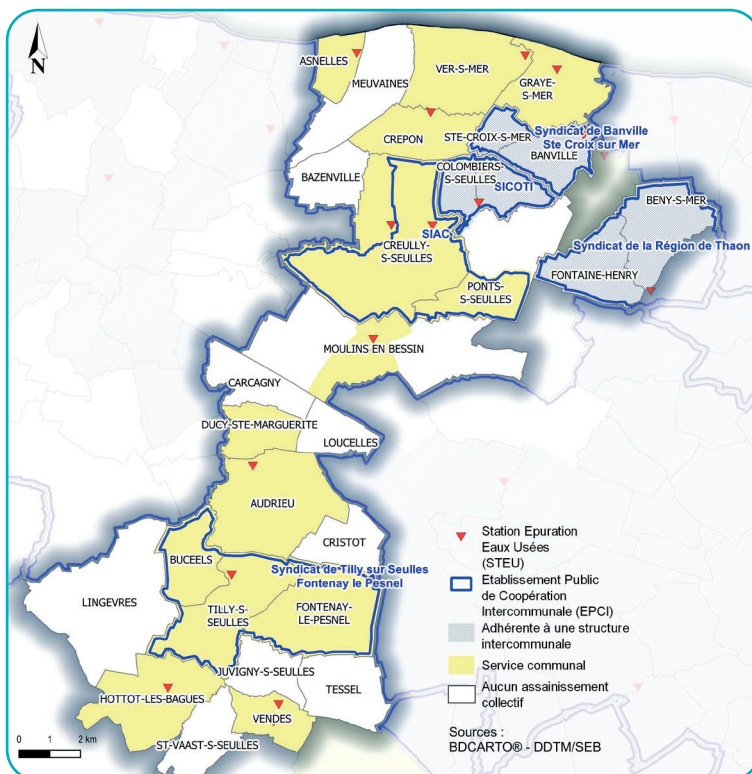 N
ASNELLES
MEUVAINES
VER-S-MER
GRAYE-
S-MER
CREPON
STE-CROIX-S-MER
Syndicat de Banville
Ste Croix sur Mer
BANVILLE
BAZENVILLE
COLOMBIERS-
S-SEULLES
SICOTI
BENY-S-MER
SIAC
CREULLY-
S-SEULLES
Syndicat de la Région de Thaon
FONTAINE-HENRY
PONTS-
S-SEULLES
MOULINS EN BESSIN
CARCAGNY
DUCY-STE-MARGUERITE
LOUCELLES
AUDRIEU
CRISTOT
BUCEELS
Syndicat de Tilly sur Seulles
Fontenay le Pesnel
LINGEVRES
TILLY-S-
SEULLES
FONTENAY-
LE-PESNEL
JUVIGNY-S-SEULLES
TESSEL
HOTTOT-LES-BAGUES
VENDES
ST-VAAST-S-SEULLES
0 1 2 km
Station Epuration
Eaux Usées
(STEU)
Etablissement Public
de Coopération
Intercommunale (EPCI)
Adhérente à une structure
intercommunale
Service communal
Aucun assainissement
collectif
Sources :
BDCARTO® - DDTM/SEB